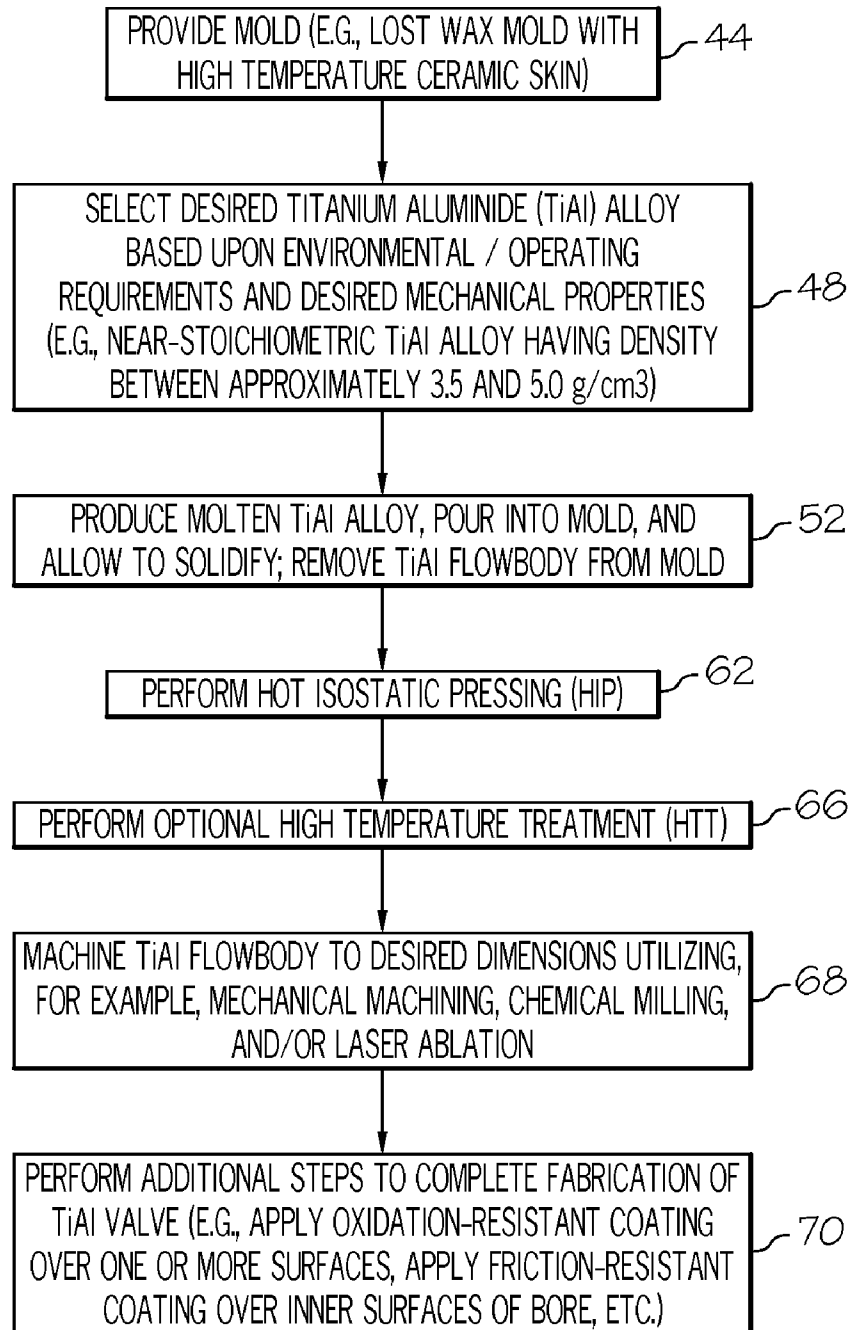 PROVIDE MOLD (E.G., LOST WAX MOLD WITH
HIGH TEMPERATURE CERAMIC SKIN)
44
SELECT DESIRED TITANIUM ALUMINIDE (TiAl) ALLOY
BASED UPON ENVIRONMENTAL / OPERATING
REQUIREMENTS AND DESIRED MECHANICAL PROPERTIES
(E.G., NEAR-STOICHIOMETRIC TiAl ALLOY HAVING DENSITY
BETWEEN APPROXIMATELY 3.5 AND 5.0 g/cm3)
48
PRODUCE MOLTEN TiAl ALLOY, POUR INTO MOLD, AND
ALLOW TO SOLIDIFY; REMOVE TiAl FLOWBODY FROM MOLD
52
PERFORM HOT ISOSTATIC PRESSING (HIP)
62
PERFORM OPTIONAL HIGH TEMPERATURE TREATMENT (HTT)
66
MACHINE TiAl FLOWBODY TO DESIRED DIMENSIONS UTILIZING,
FOR EXAMPLE, MECHANICAL MACHINING, CHEMICAL MILLING,
AND/OR LASER ABLATION
68
PERFORM ADDITIONAL STEPS TO COMPLETE FABRICATION OF
TiAl VALVE (E.G., APPLY OXIDATION-RESISTANT COATING
OVER ONE OR MORE SURFACES, APPLY FRICTION-RESISTANT
COATING OVER INNER SURFACES OF BORE, ETC.)
70